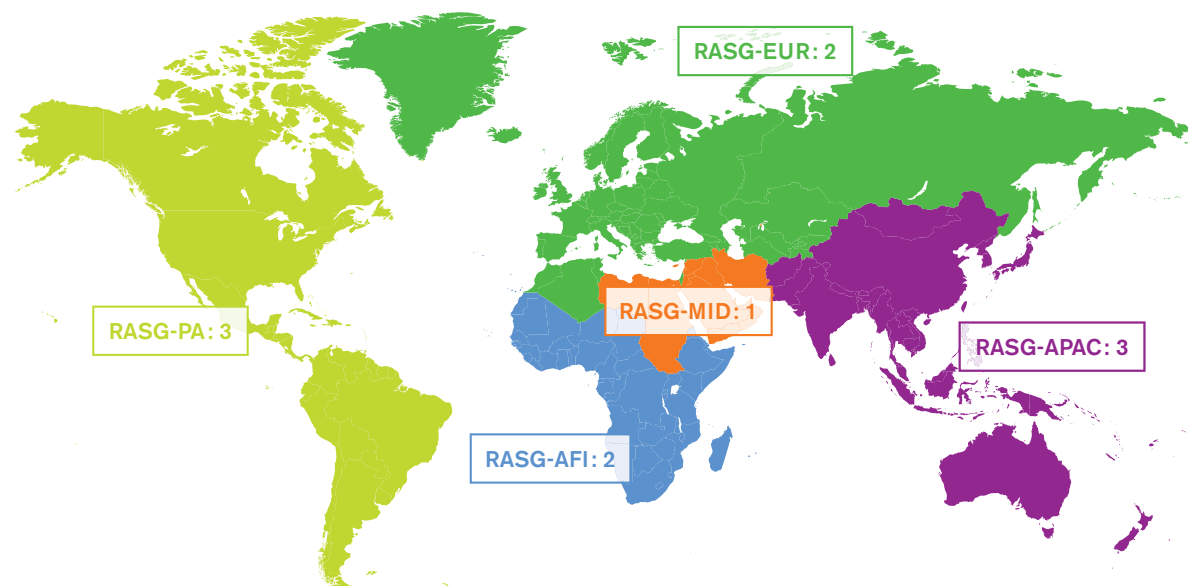 RASG-EUR: 2
RASG-MID: 1
RASG-PA: 3
RASG-APAC: 3
RASG-AFI: 2